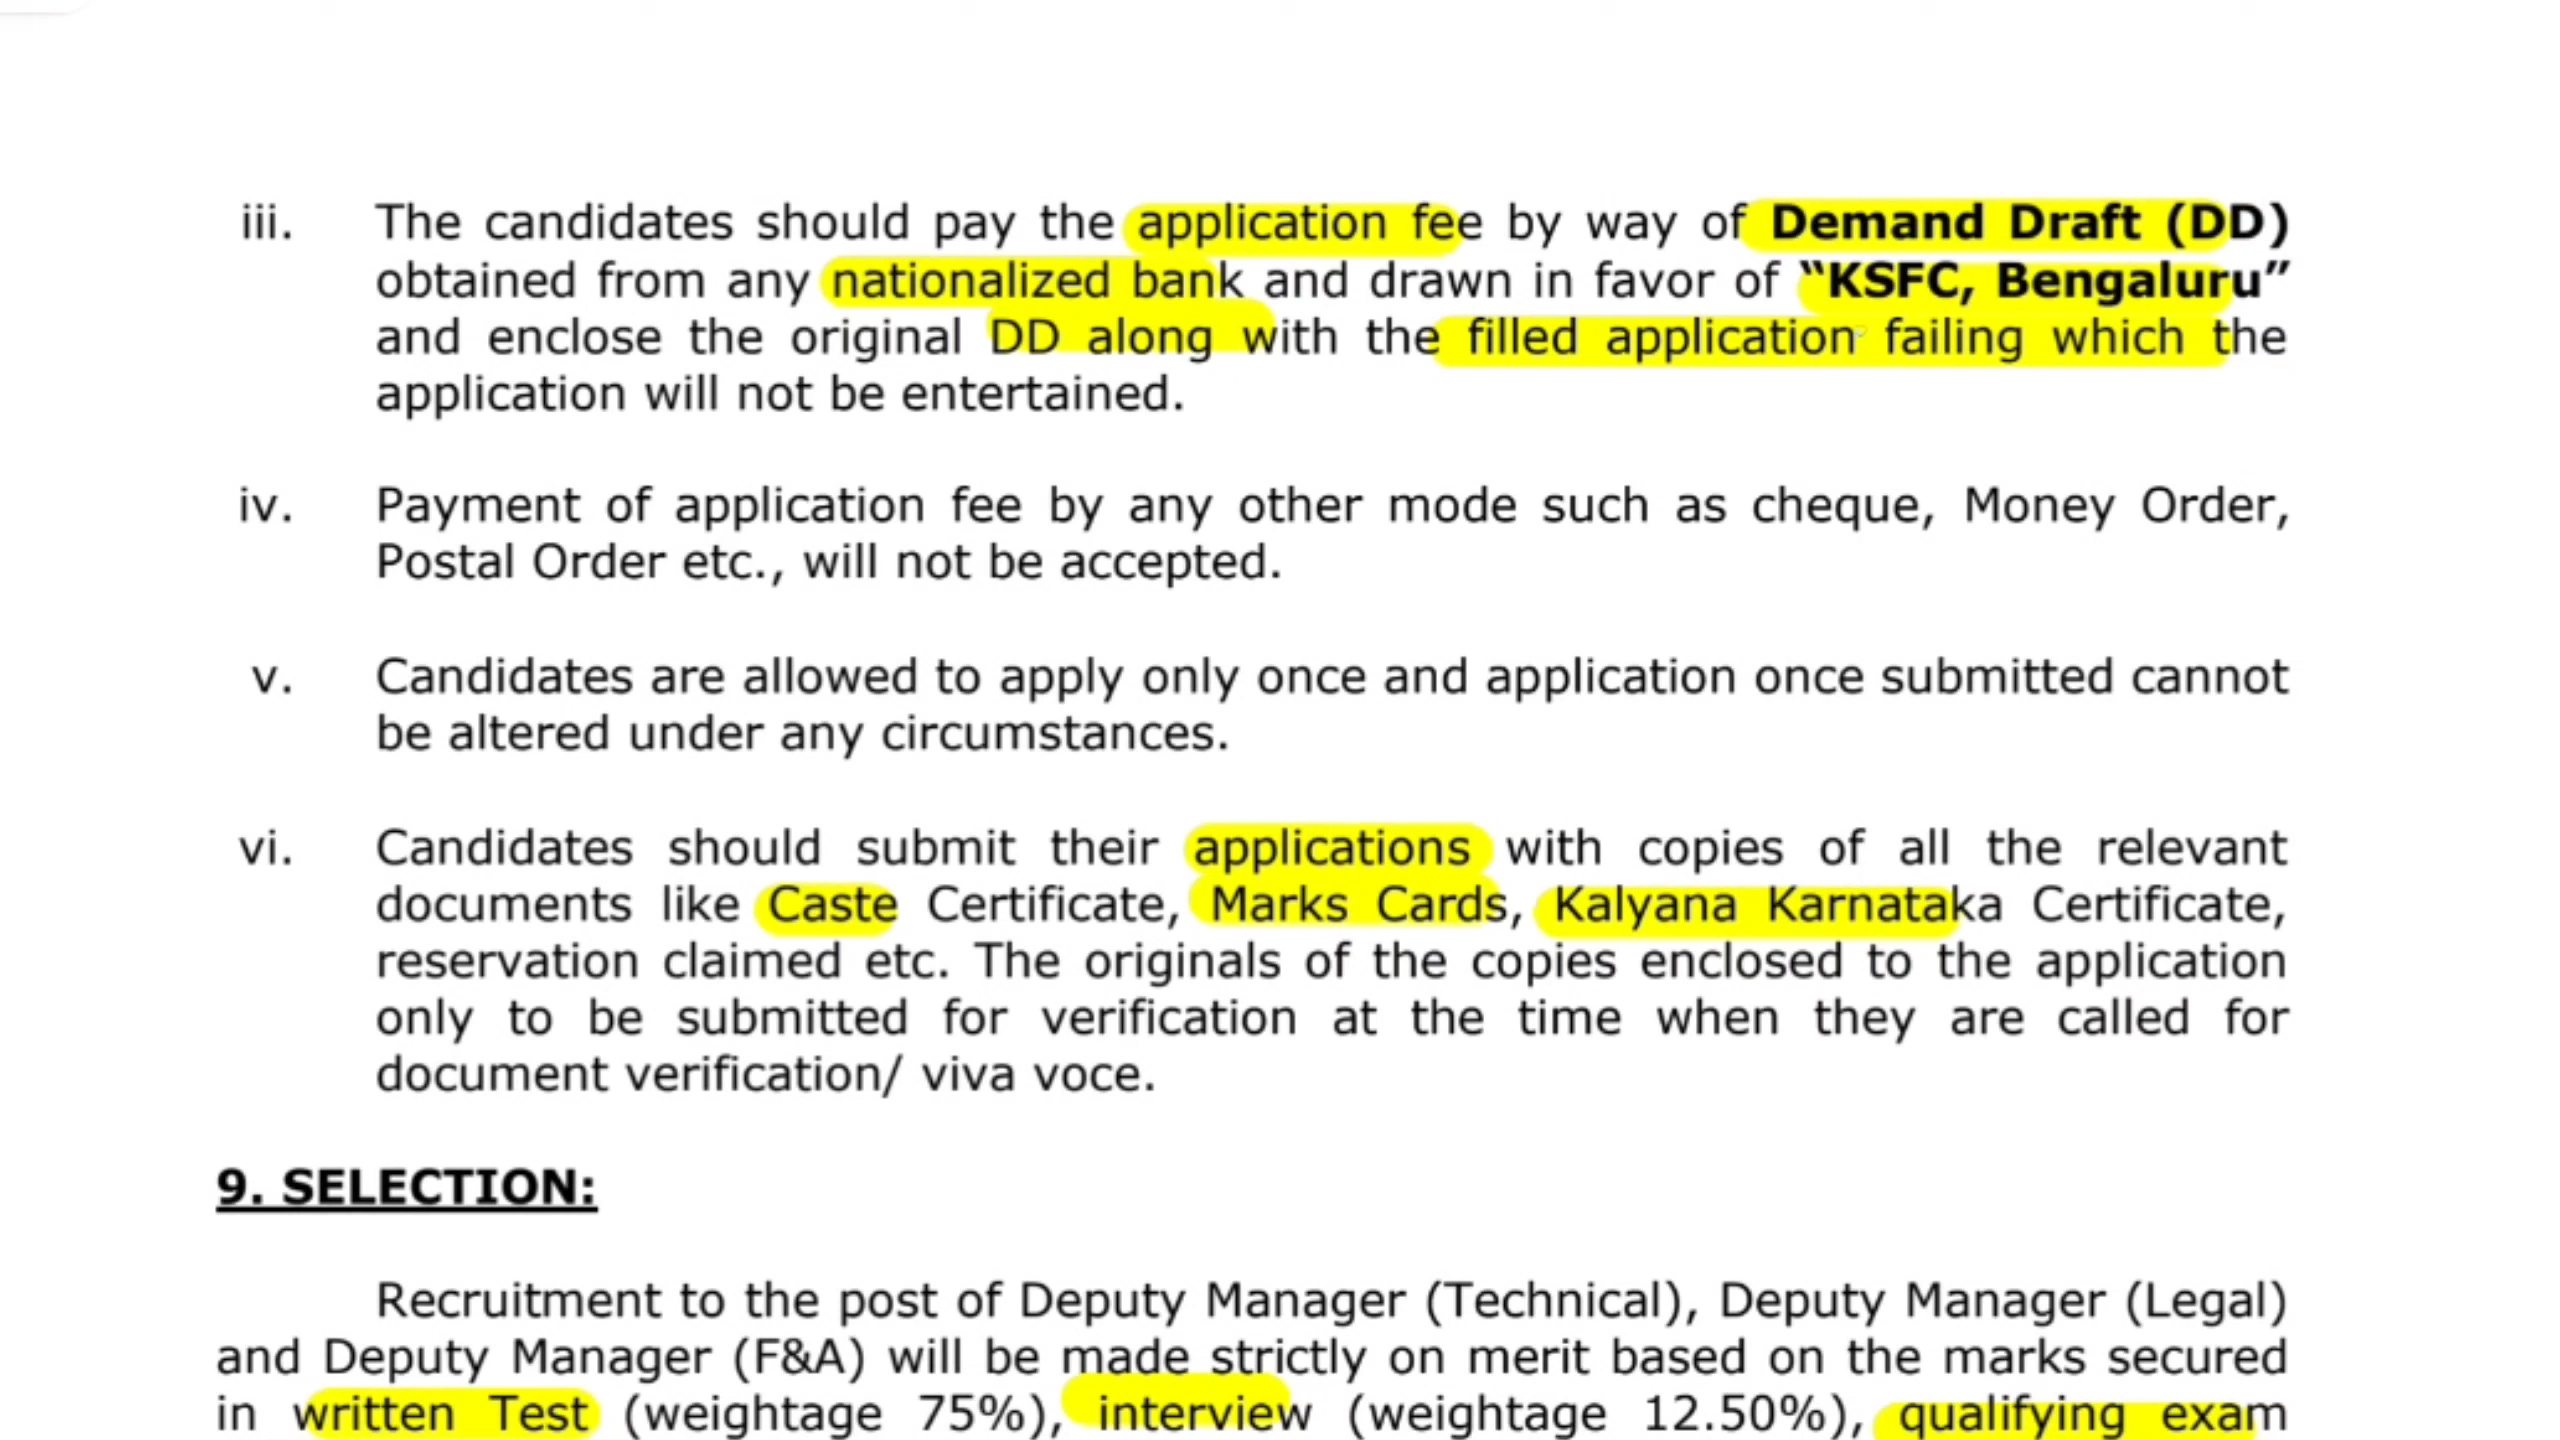 iii. The candidates should pay the application fee by way of Demand Draft (DD)
obtained from any nationalized bank and drawn in favor of “KSFC, Bengaluru”
and enclose the original DD along with the filled application failing which the
application will not be entertained.
iv. Payment of application fee by any other mode such as cheque, Money Order,
Postal Order etc., will not be accepted.
v. Candidates are allowed to apply only once and application once submitted cannot
be altered under any circumstances.
vi. Candidates should submit their applications with copies of all the relevant
documents like Caste Certificate, Marks Cards, Kalyana Karnataka Certificate,
reservation claimed etc. The originals of the copies enclosed to the application
only to be submitted for verification at the time when they are called for
document verification/ viva voce.
9. SELECTION:
Recruitment to the post of Deputy Manager (Technical), Deputy Manager (Legal)
and Deputy Manager (F&A) will be made strictly on merit based on the marks secured
in written Test (weightage 75%), interview (weightage 12.50%), qualifying exam